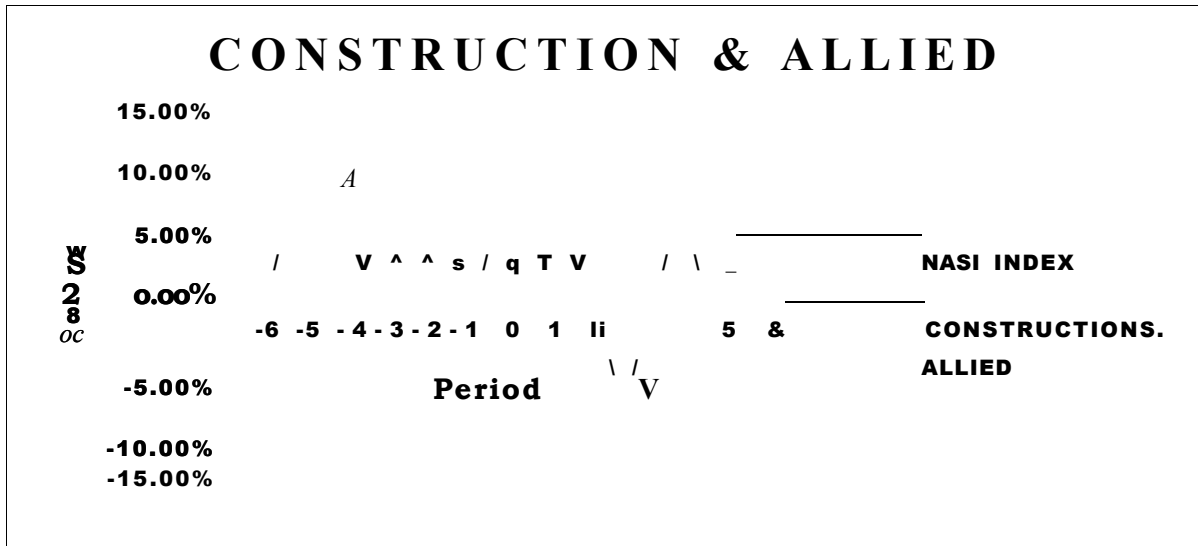 CONSTRUCTION & ALLIED
15.00%
10.00%
A
5.00%
/ V ^ ^ s / q T V / \ _ NASI INDEX
0.00%
-6 -5 -4 -3 -2 -1 0 1 li 5 & CONSTRUCTIONS.
\ / ALLIED
-5.00% Period V
-10.00%
-15.00%